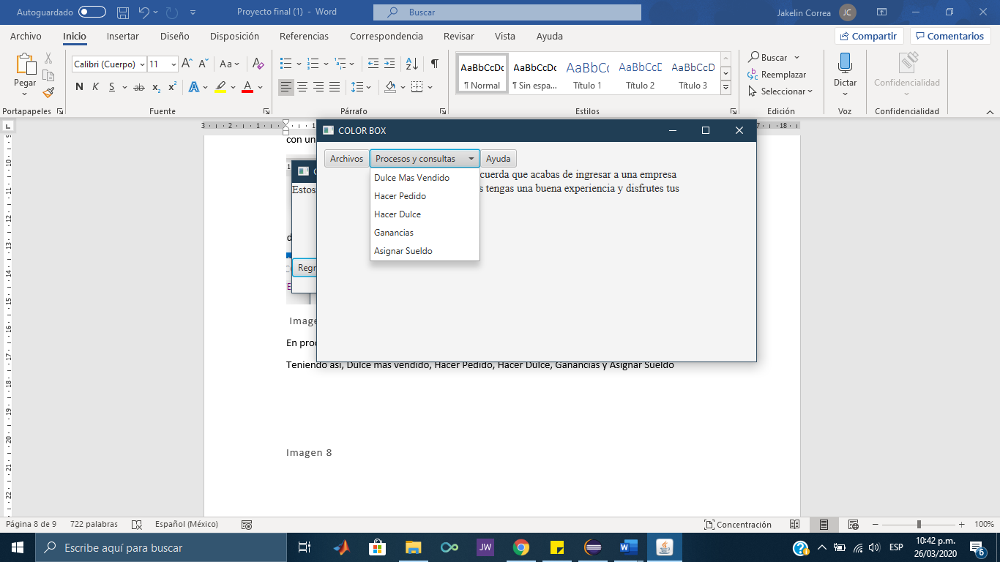 Autoguardado
Proyecto final (1) - Word
Buscar
Jakelin Correa
JC
Archivo Inicio Insertar Diseño Disposición Referencias Correspondencia Revisar Vista Ayuda
Compartir
Comentarios
Pegar
Calibri (Cuerpo) 11
Aa
N K S ab x₂ x²
AaBbCcDc AaBbCcDc AaBbCc AaBbCcD AaBbCcD
¶ Normal ¶ Sin espa... Título 1 Título 2 Título 3
Buscar
Reemplazar
Seleccionar
Dictar
Confidencialidad
Portapapeles Fuente Párrafo Estilos Edición Voz Confidencialidad
COLOR BOX
con un
Archivos Procesos y consultas Ayuda
cuerda que acabas de ingresar a una empresa
Estos
s tengas una buena experiencia y disfrutes tus
Dulce Mas Vendido
Hacer Pedido
Hacer Dulce
Ganancias
Asignar Sueldo
Regr
Image
En proc
Teniendo así, Dulce mas vendido, Hacer Pedido, Hacer Dulce, Ganancias y Asignar Sueldo
Imagen 8
Página 8 de 9 722 palabras Español (México)
Concentración
100%
Escribe aquí para buscar
JW
ESP
10:42 p.m.
26/03/2020
6